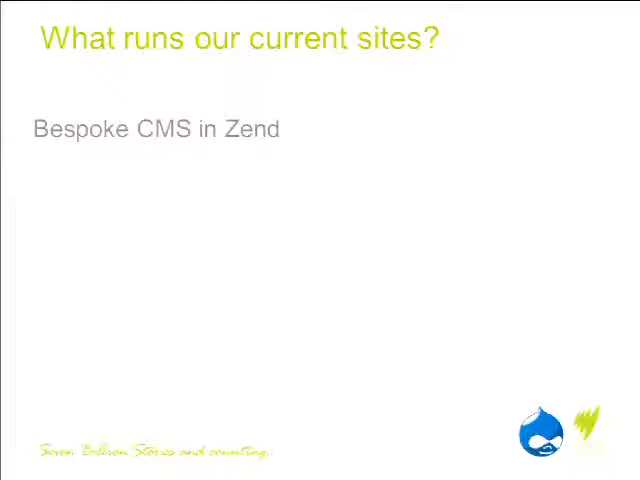 What runs our current sites?
Bespoke CMS in Zend
Seven Billion Stories and counting...